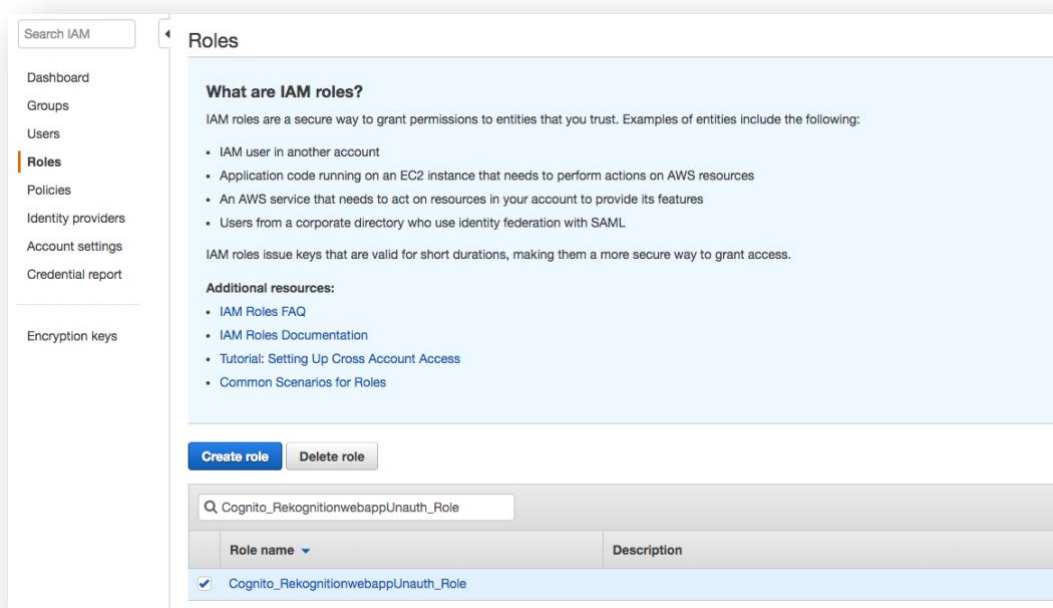 Search IAM
Dashboard
Groups
Users
Roles
Policies
Identity providers
Account settings
Credential report
Encryption keys
Roles
What are IAM roles?
IAM roles are a secure way to grant permissions to entities that you trust. Examples of entities include the following:
• IAM user in another account
• Application code running on an EC2 instance that needs to perform actions on AWS resources
• An AWS service that needs to act on resources in your account to provide its features
• Users from a corporate directory who use identity federation with SAML
IAM roles issue keys that are valid for short durations, making them a more secure way to grant access.
Additional resources:
• IAM Roles FAQ
• IAM Roles Documentation
• Tutorial: Setting Up Cross Account Access
• Common Scenarios for Roles
Create role Delete role
Cognito_RekognitionwebappUnauth_Role
Role name Description
Cognito_RekognitionwebappUnauth_Role